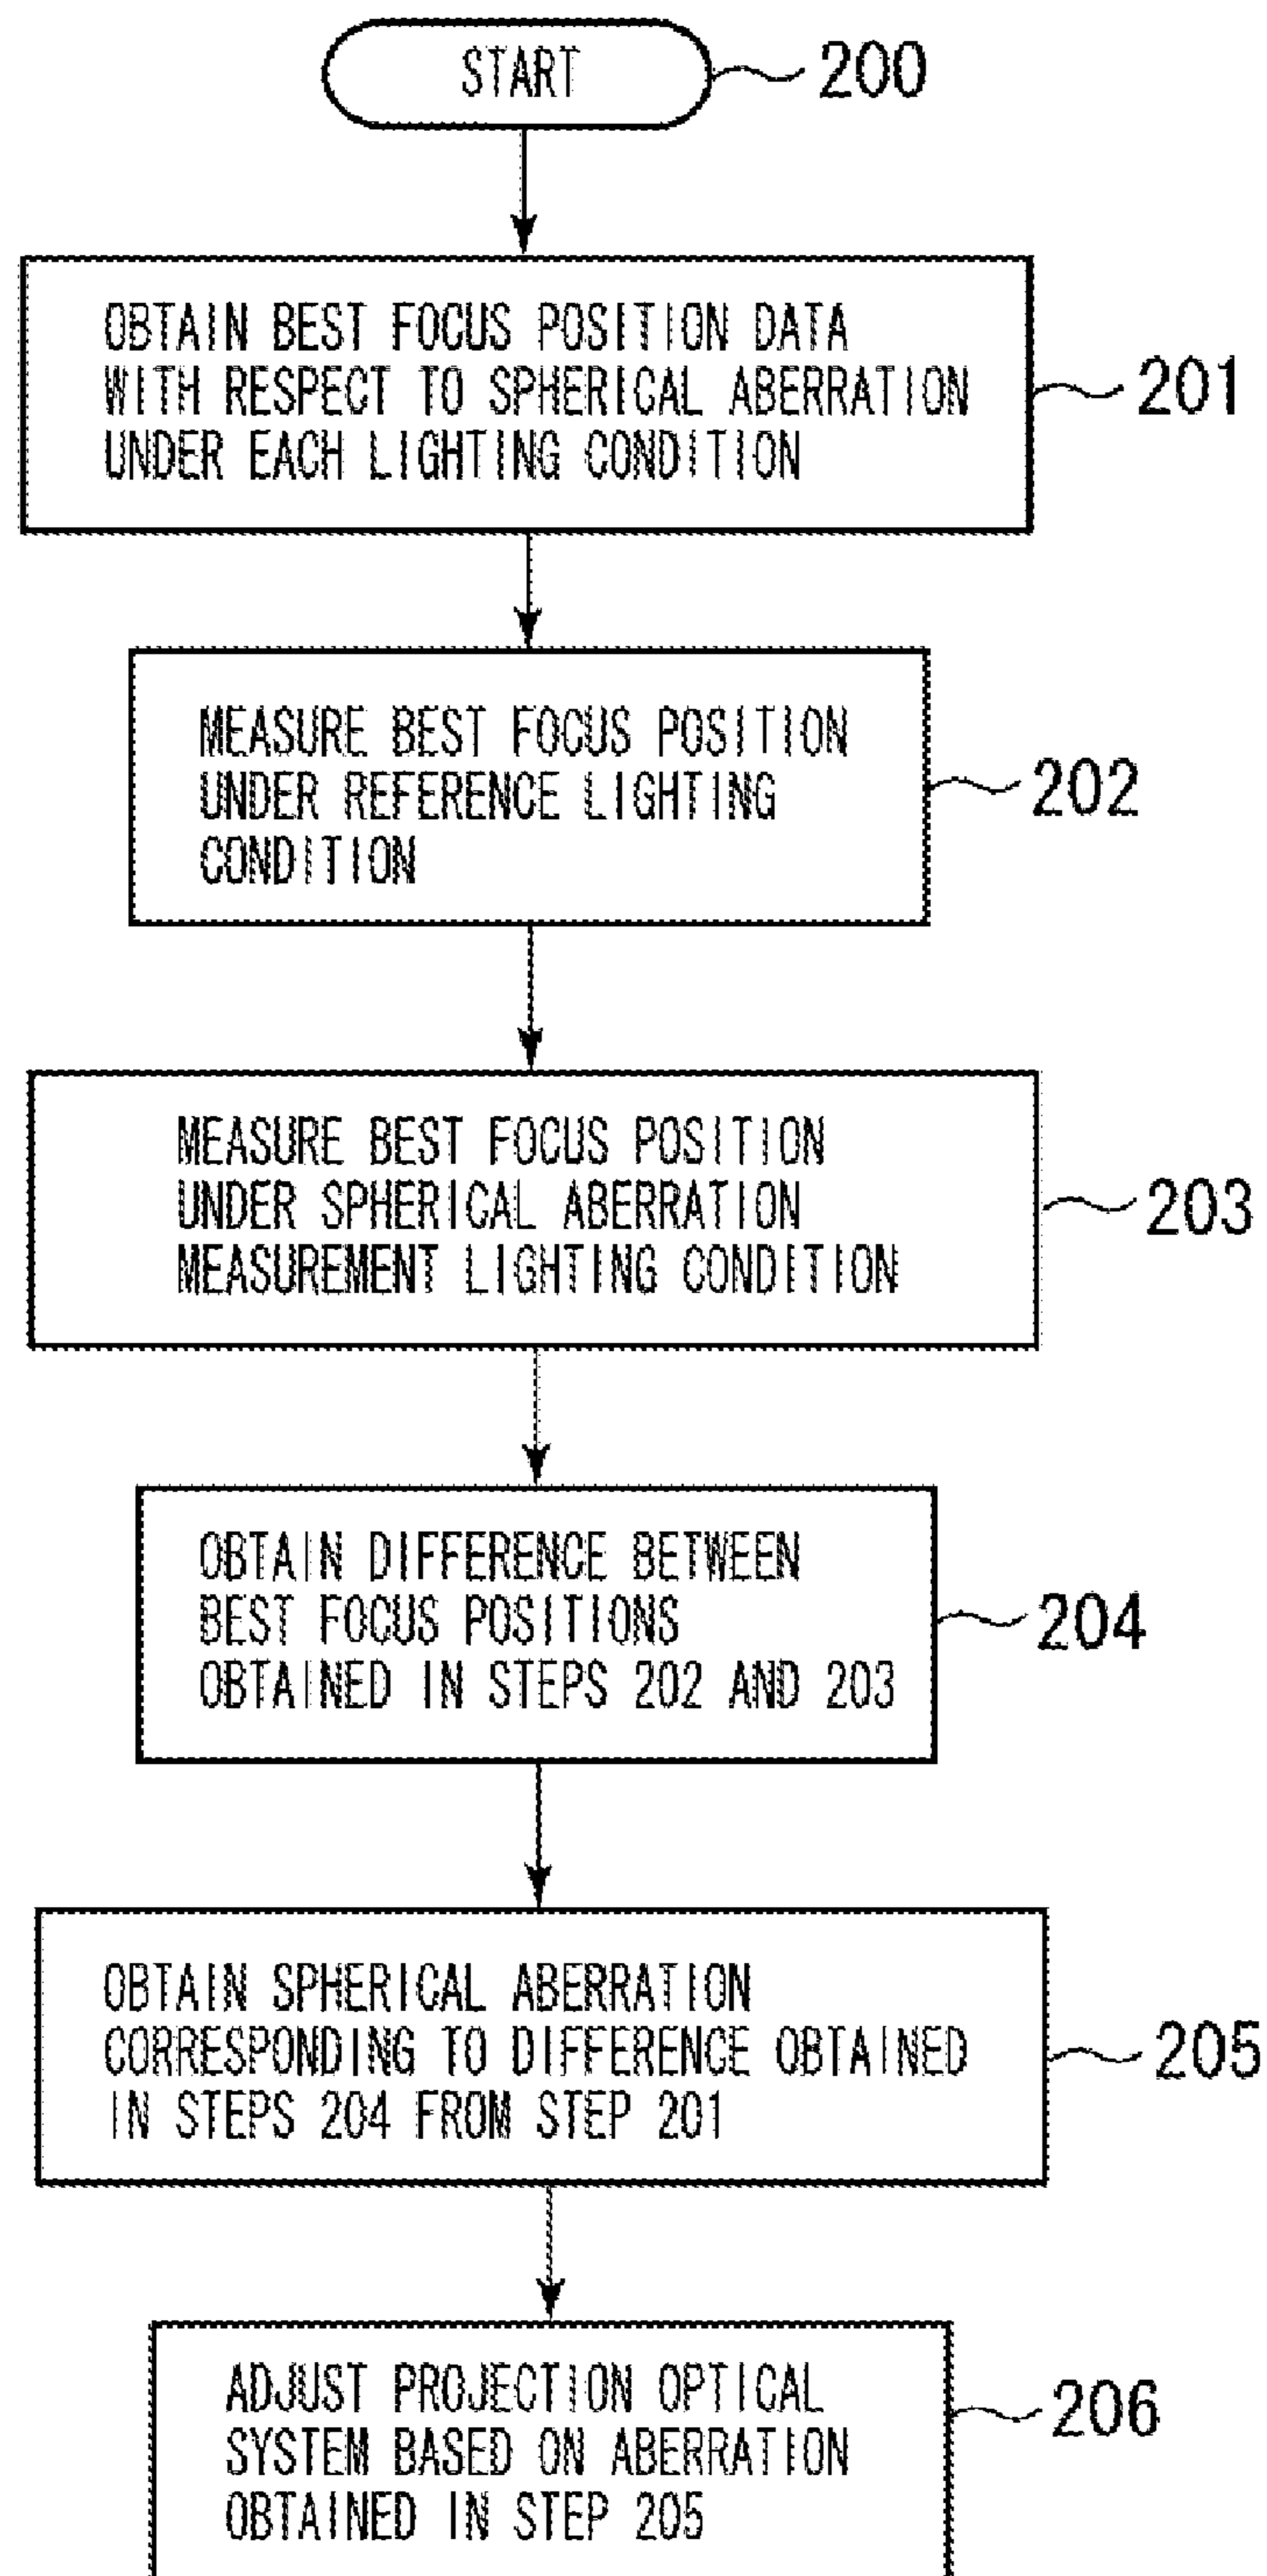 START
200
OBTAIN BEST FOCUS POSITION DATA
WITH RESPECT TO SPHERICAL ABERRATION
UNDER EACH LIGHTING CONDITION
201
MEASURE BEST FOCUS POSITION
UNDER REFERENCE LIGHTING
CONDITION
202
MEASURE BEST FOCUS POSITION
UNDER SPHERICAL ABERRATION
MEASUREMENT LIGHTING CONDITION
203
OBTAIN DIFFERENCE BETWEEN
BEST FOCUS POSITIONS
OBTAINED IN STEPS 202 AND 203
204
OBTAIN SPHERICAL ABERRATION
CORRESPONDING TO DIFFERENCE OBTAINED
IN STEPS 204 FROM STEP 201
205
ADJUST PROJECTION OPTICAL
SYSTEM BASED ON ABERRATION
OBTAINED IN STEP 205
206